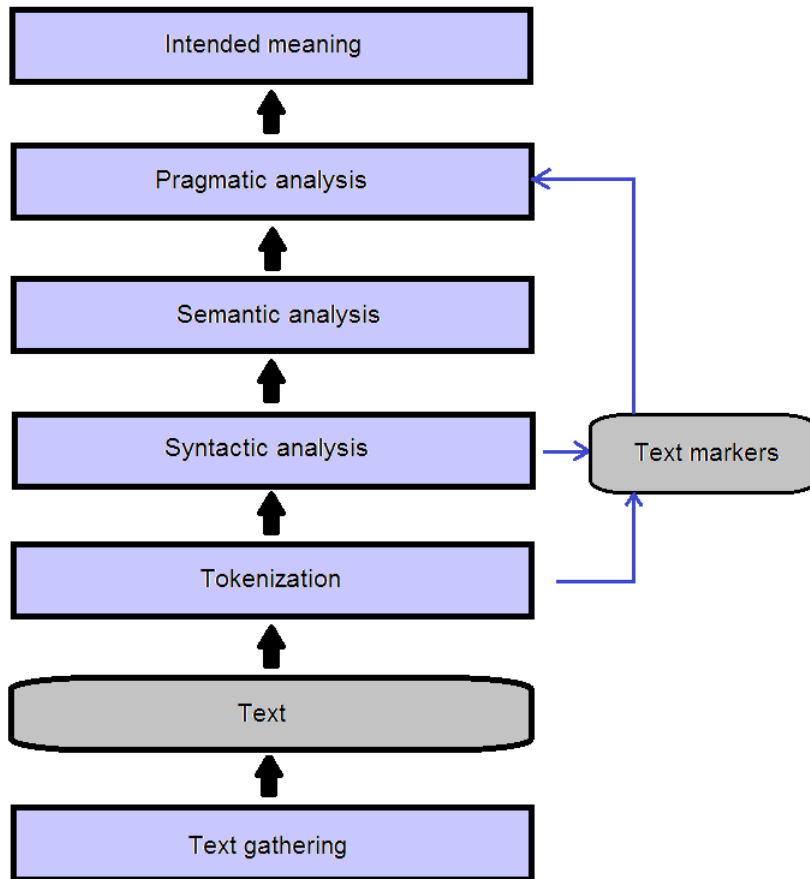 Intended meaning
Pragmatic analysis
Semantic analysis
Syntactic analysis
Text markers
Tokenization
Text
Text gathering